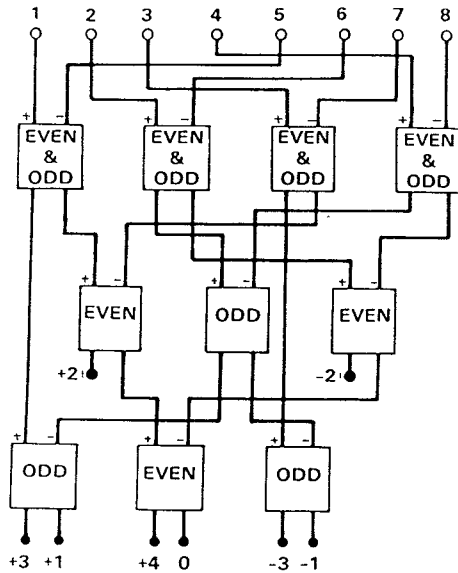 1 2 3 4 5 6 7 8
+ − + − + − + −
EVEN EVEN EVEN EVEN
& & & &
ODD ODD ODD ODD
+ − + − + −
EVEN ODD EVEN
+2 −2
+ − + − + −
ODD EVEN ODD
+3 +1 +4 0 −3 −1